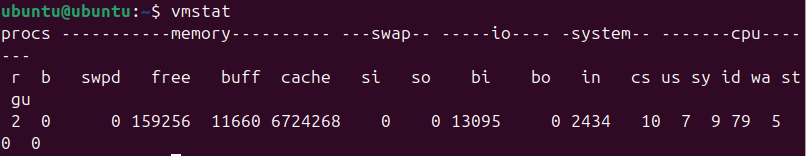 ubuntu@ubuntu:~$ vmstat
procs -----------memory---------- ---swap-- -----io---- -system-- -------cpu----
---
 r  b   swpd   free   buff  cache   si   so    bi    bo   in   cs us sy id wa st
 gu
 2  0      0 159256  11660 6724268    0    0 13095     0 2434   10  7  9 79  5
0  0